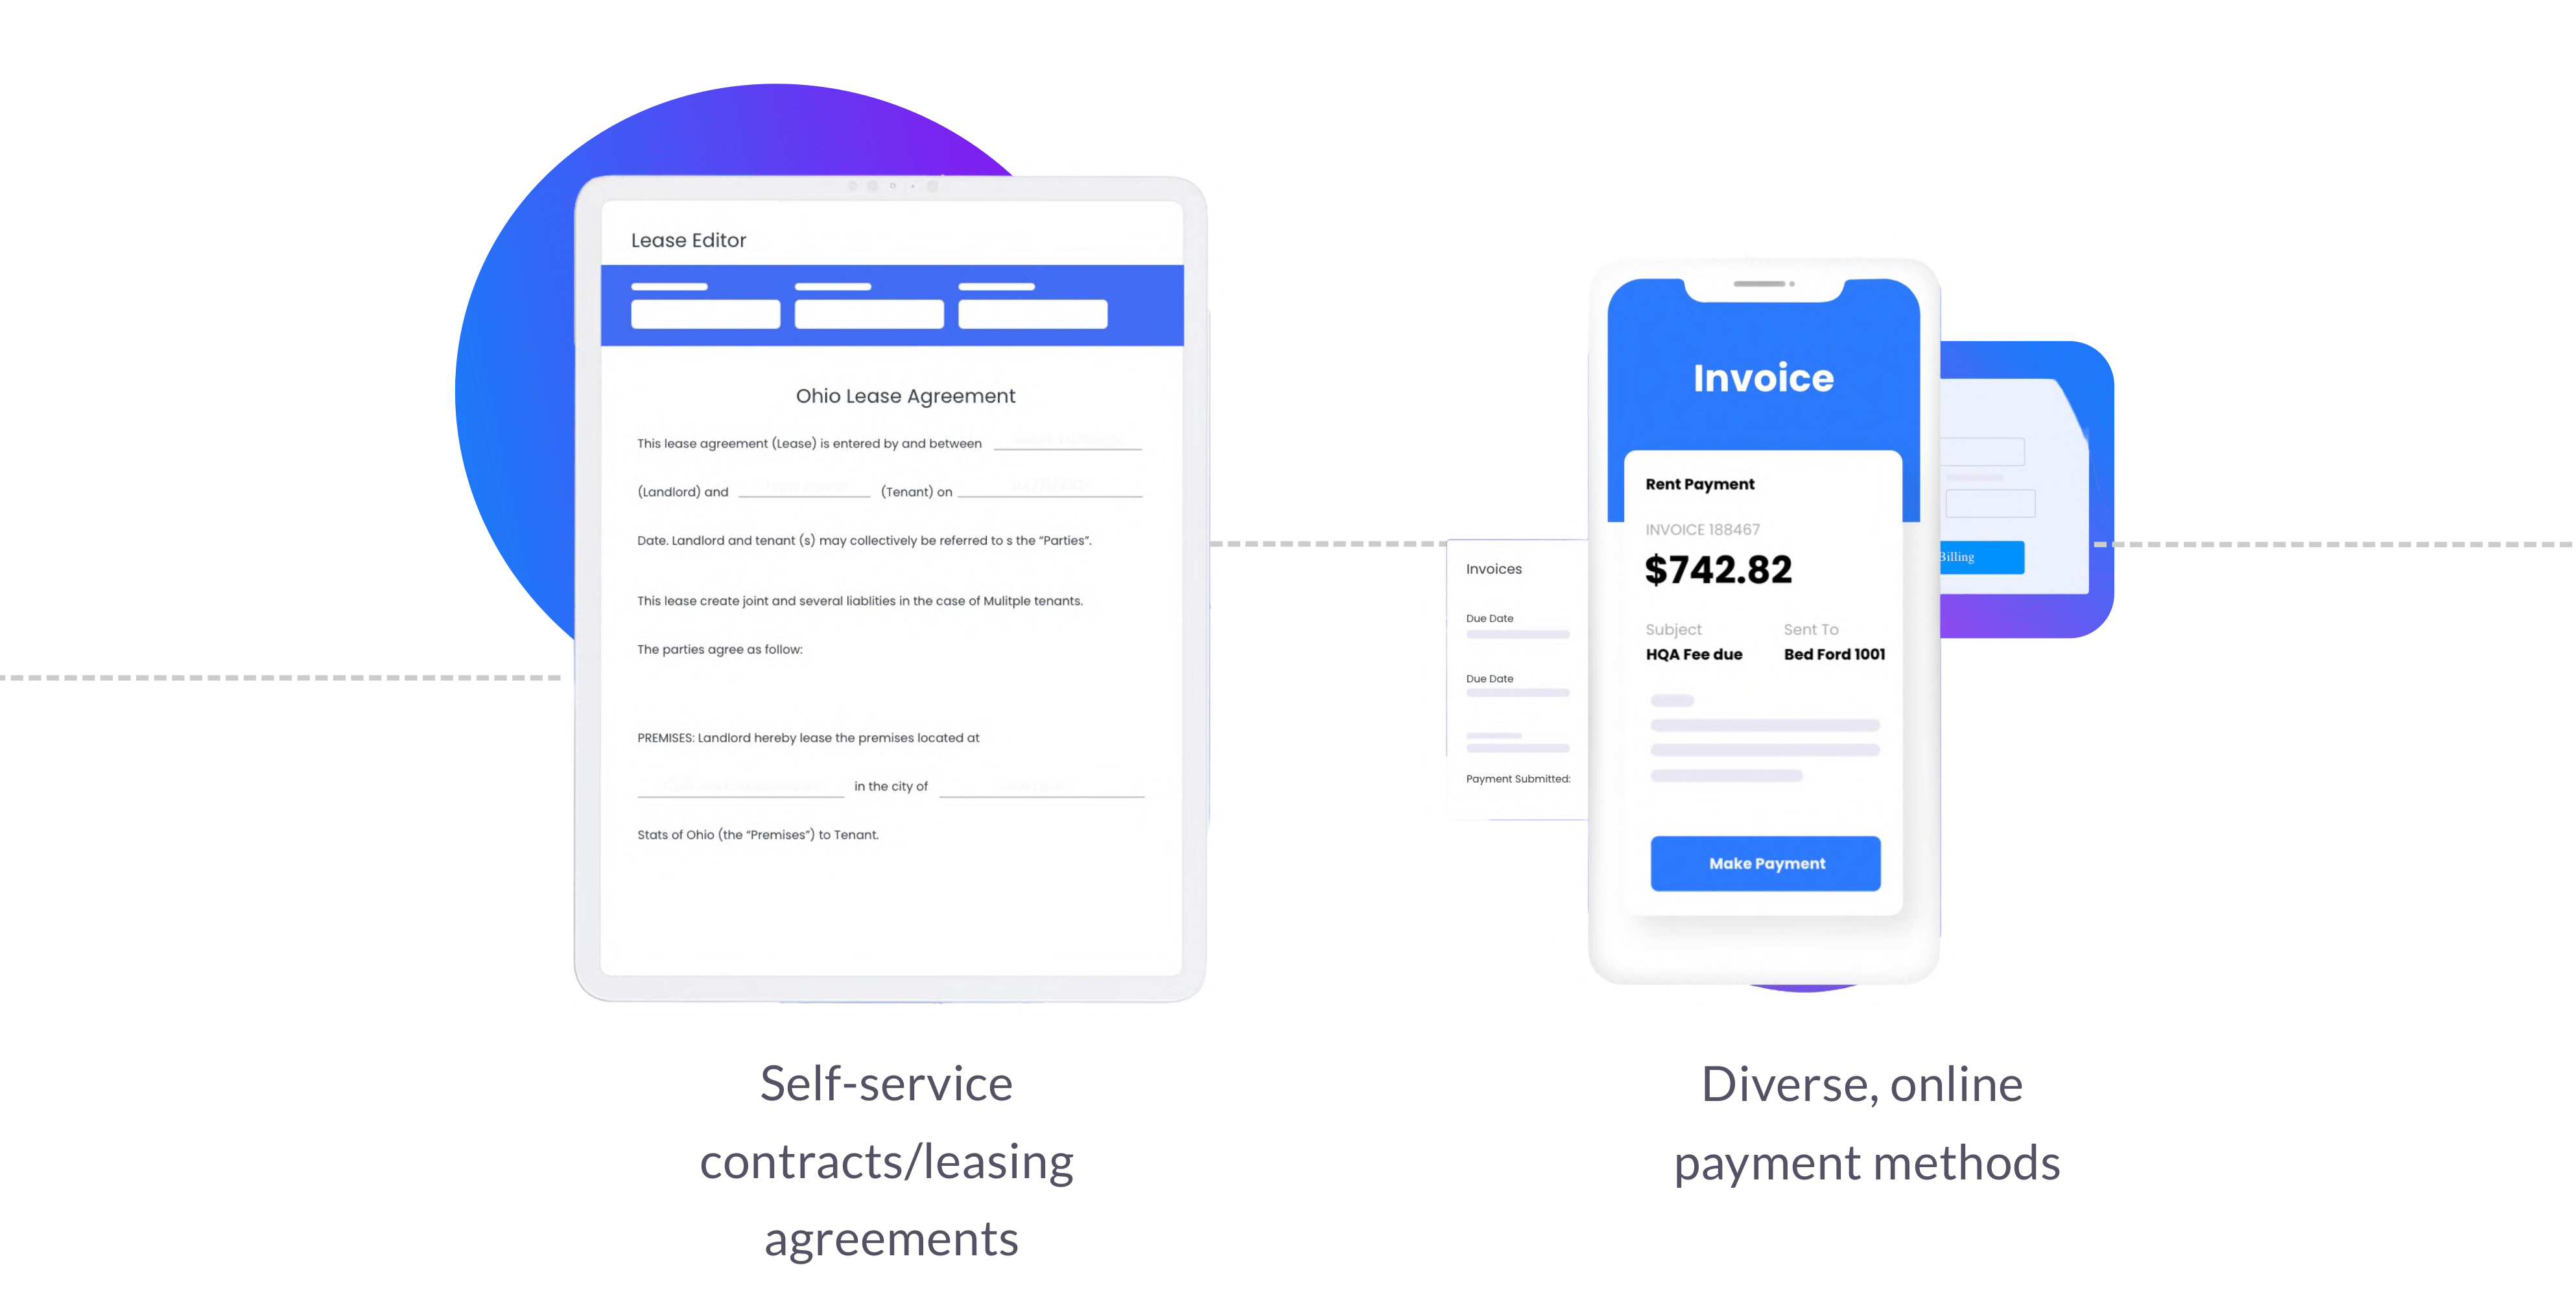 Lease Editor
Ohio Lease Agreement
This lease agreement (Lease) is entered by and between
(Landlord) and (Tenant) on
Date. Landlord and tenant (s) may collectively be referred to s the “Parties”.
This lease create joint and several liablities in the case of Mulitple tenants.
The parties agree as follow:
PREMISES: Landlord hereby lease the premises located at
in the city of
Stats of Ohio (the “Premises”) to Tenant.
Self-service
contracts/leasing
agreements
Invoices
Due Date
Due Date
Payment Submitted:
Invoice
Rent Payment
INVOICE 188467
$742.82
Subject Sent To
HQA Fee due Bed Ford 1001
Make Payment
Billing
Diverse, online
payment methods